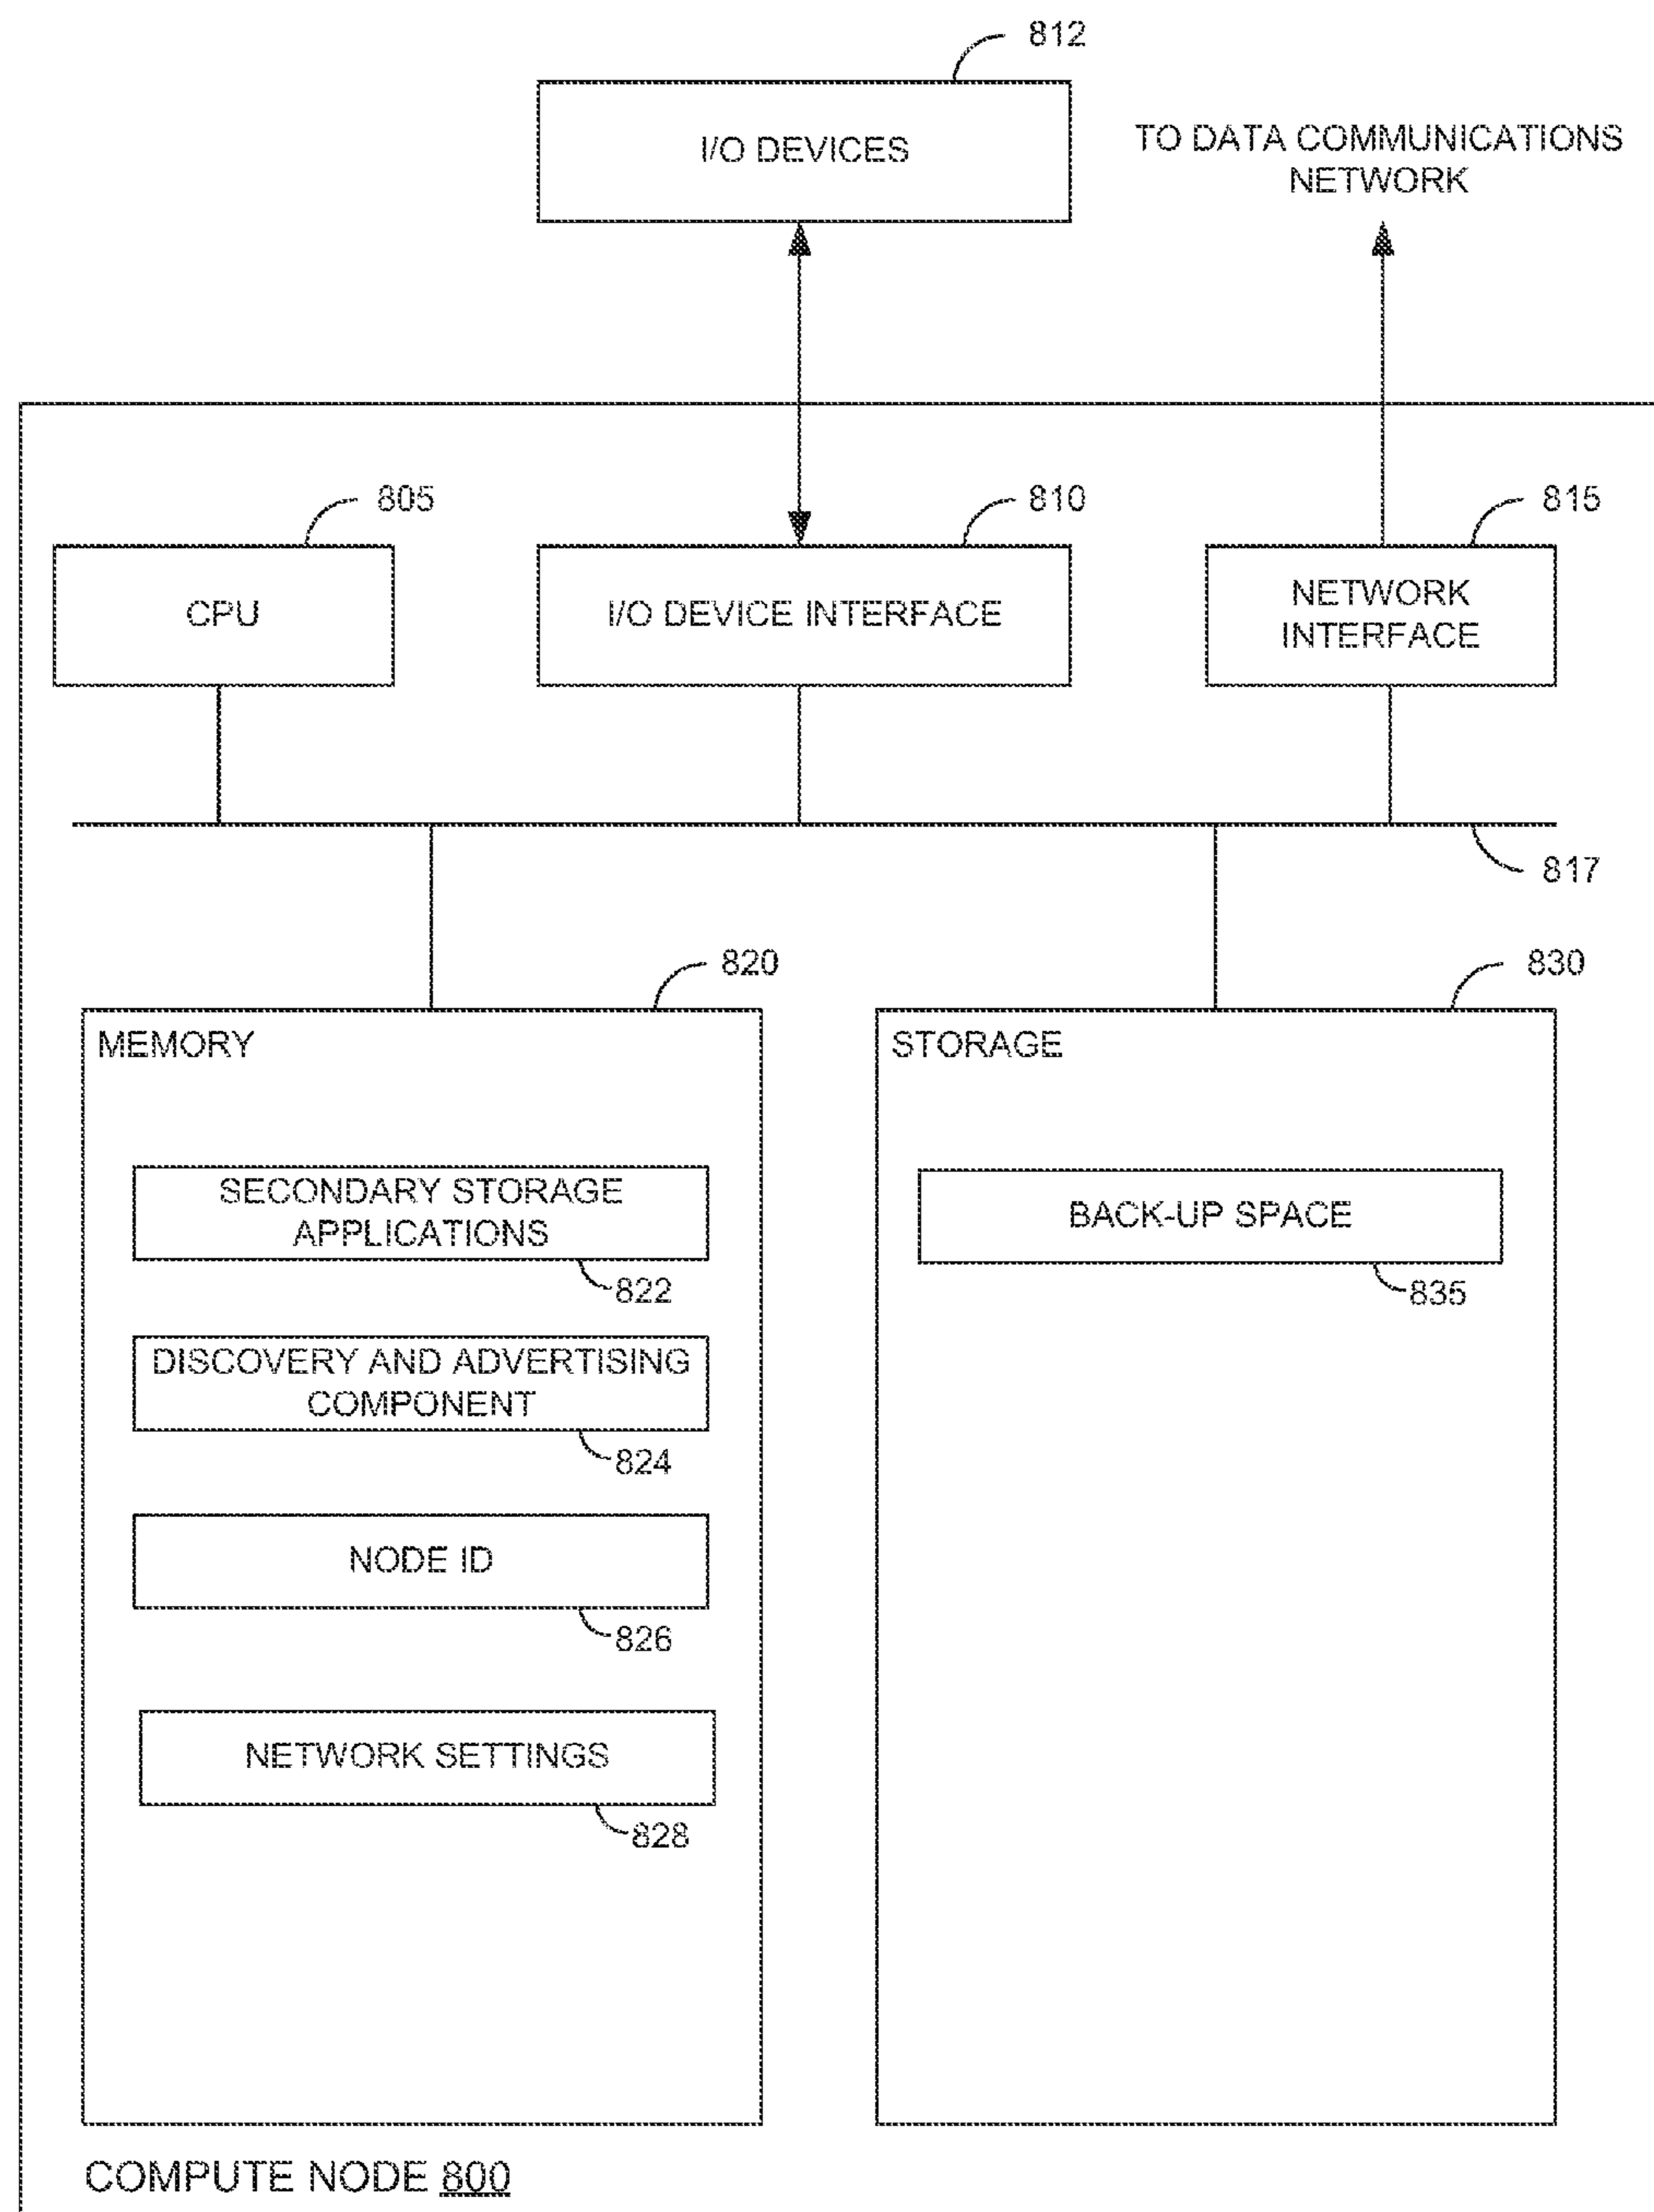 812
I/O DEVICES
TO DATA COMMUNICATIONS
NETWORK
805
810
815
CPU
I/O DEVICE INTERFACE
NETWORK
INTERFACE
817
820
830
MEMORY
STORAGE
SECONDARY STORAGE
APPLICATIONS
822
BACK-UP SPACE
835
DISCOVERY AND ADVERTISING
COMPONENT
824
NODE ID
826
NETWORK SETTINGS
828
COMPUTE NODE 800